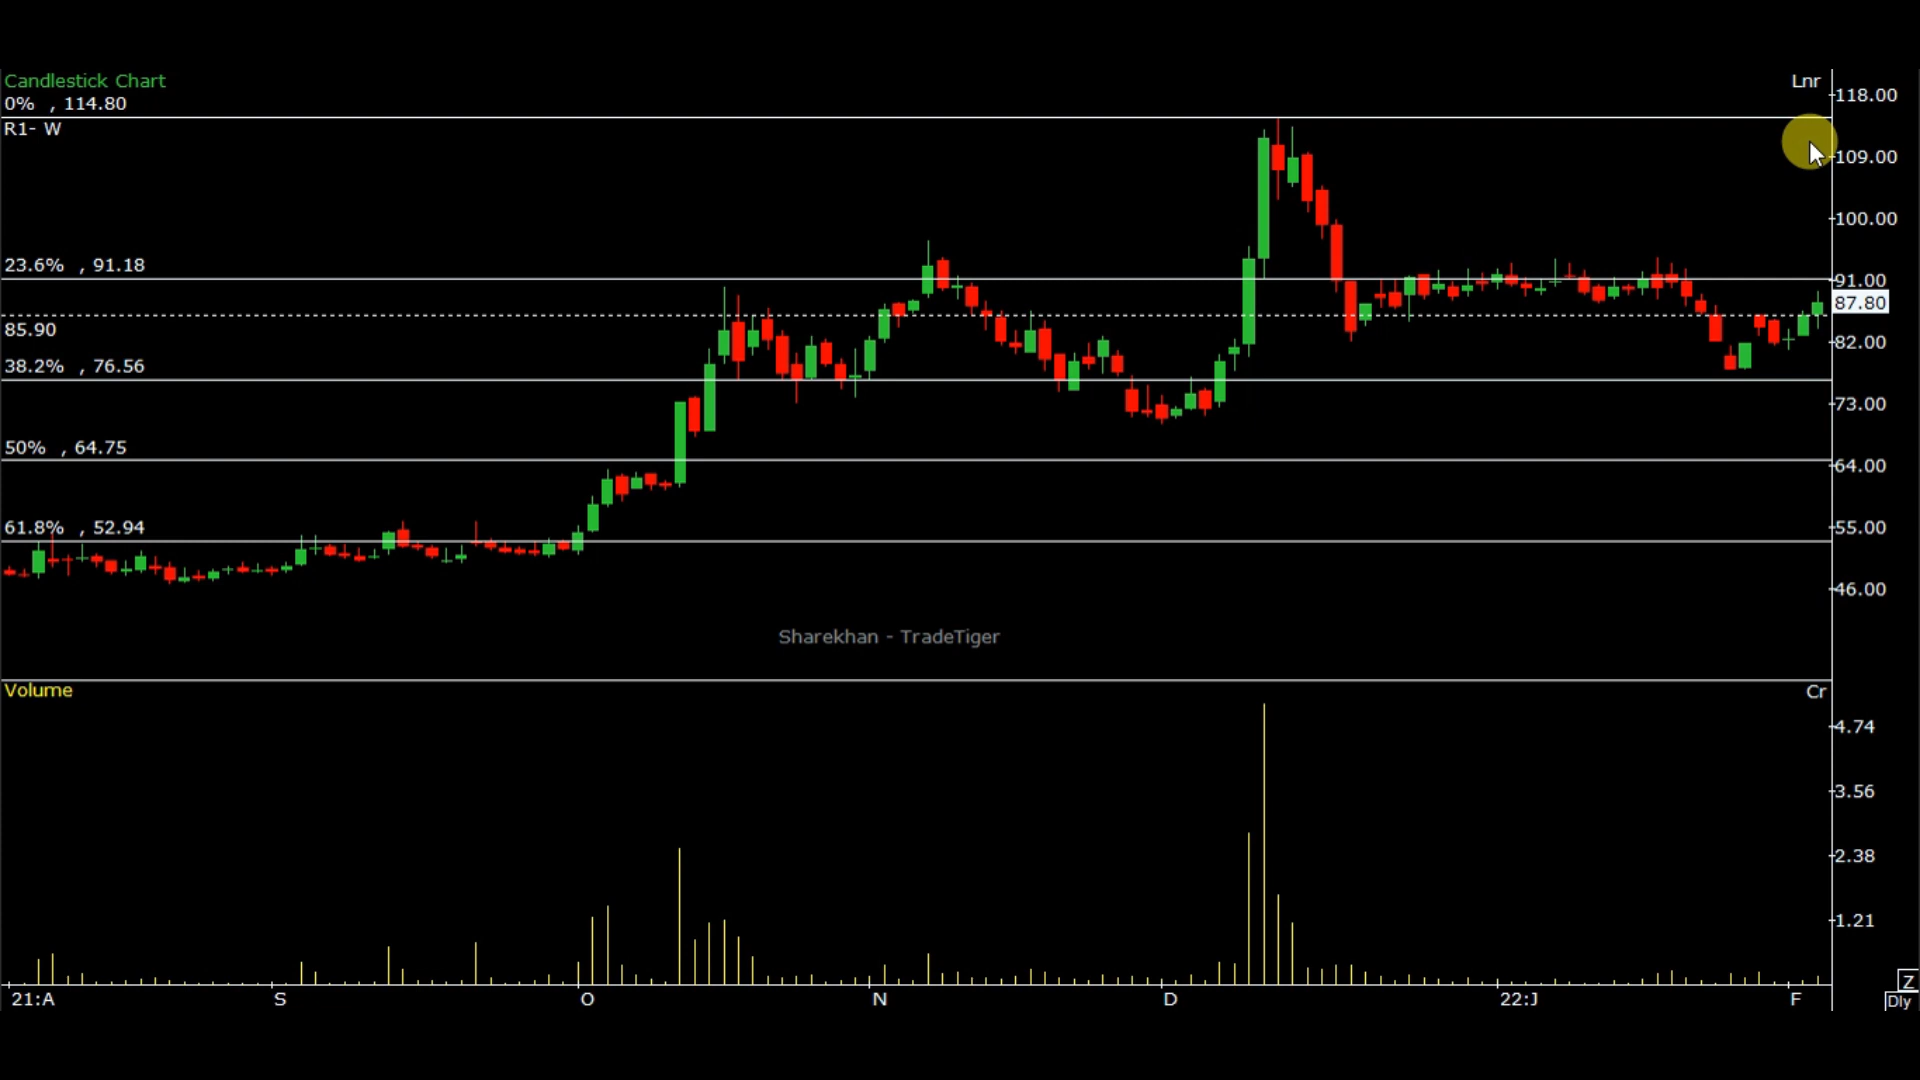 Candlestick Chart
Lnr
0% , 114.80
R1- W
118.00
109.00
100.00
23.6% , 91.18
91.00
87.80
85.90
82.00
38.2% , 76.56
73.00
50% , 64.75
64.00
61.8% , 52.94
55.00
46.00
Sharekhan - TradeTiger
Volume
Cr
4.74
3.56
2.38
1.21
Z
21:A S O N D 22:J F
Dly